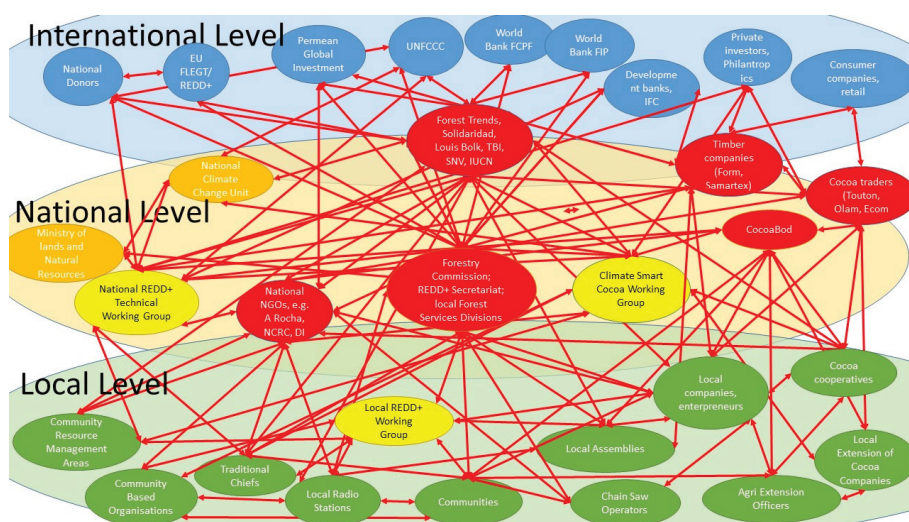 International Level
National
Donors
EU
FLEGT/
REDD+
Permean
Global
Investment
UNFCCC
World
Bank FCPF
World
Bank FIP
Developme
nt banks, IFC
Private
investors,
Philantrop
ics
Consumer
companies,
retail
Forest Trends,
Solidaridad,
Louis Bolk, TBI,
SNV, IUCN
Timber
companies
(Form,
Samartex)
Cocoa traders
(Touton,
Olam, Ecom
National
Climate
Change Unit
National Level
CocoaBod
Ministry of
lands and
Natural
Resources
National REDD+
Technical
Working Group
National
NGOs, e.g.
A Rocha,
NCRC, DI
Forestry
Commission;
REDD+ Secretariat;
local Forest
Services Divisions
Climate Smart
Cocoa Working
Group
Local Level
Local
companies,
enterpreneurs
Cocoa
cooperatives
Local REDD+
Working
Group
Community
Resource
Management
Areas
Local Assemblies
Local
Extension of
Cocoa
Companies
Traditional
Chiefs
Community
Based
Organisations
Local Radio
Stations
Communities
Chain Saw
Operators
Agri Extension
Officers